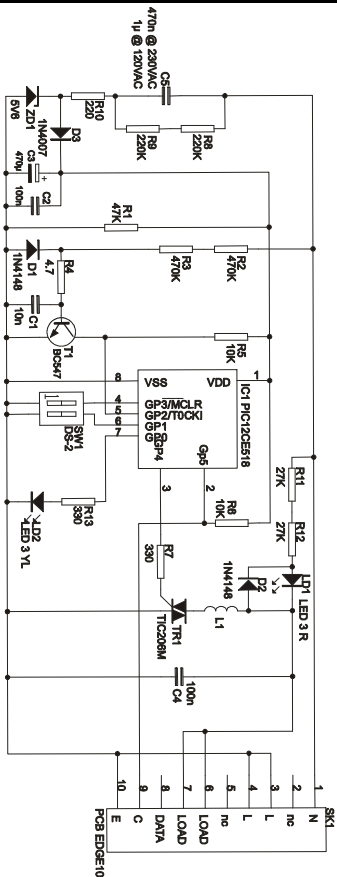 470n @ 230VAC
1µ @ 120VAC
C5
R8
220K
R9
220K
R10
220
ZD1
5V6
D3
1N4007
C3
470µ
+
C2
100n
R1
47K
R2
470K
R3
470K
R4
4.7
D1
1N4148
C1
10n
T1
BC547
R5
10K
IC1 PIC12CE518
VDD
VSS
GP3/MCLR
GP2/T0CKI
GP1
GP0
GP4
Gp5
1
8
4
5
6
7
3
2
SW1
DS-2
1
R13
330
LD2
LED 3 YL
R6
10K
R7
330
R11
27K
R12
27K
LD1
LED 3 R
D2
1N4148
L1
TR1
TIC206M
C4
100n
SK1
1 N
2 nc
3 L
4 L
5 nc
6 LOAD
7 LOAD
8 DATA
9 C
10 E
PCB EDGE10